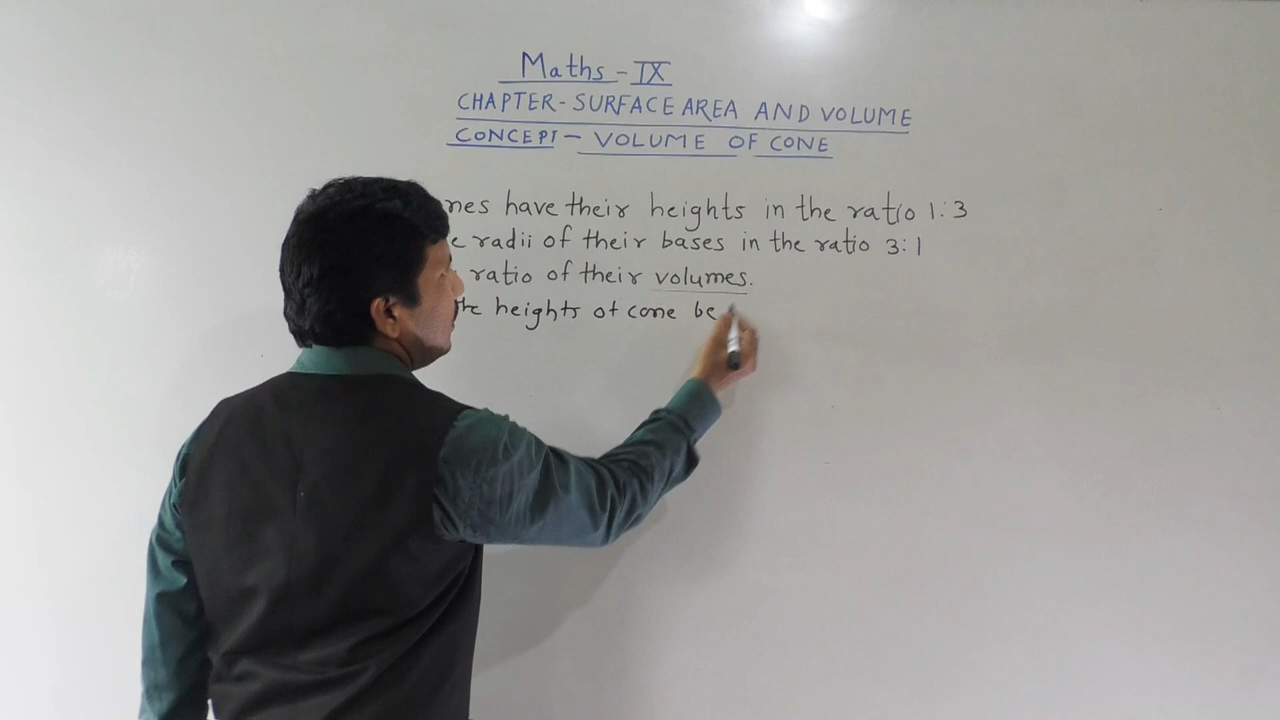 Maths - IX
CHAPTER - SURFACE AREA AND VOLUME
CONCEPT - VOLUME OF CONE
have their heights in the ratio 1:3
radii of their bases in the ratio 3:1
ratio of their volumes.
heights of cone be